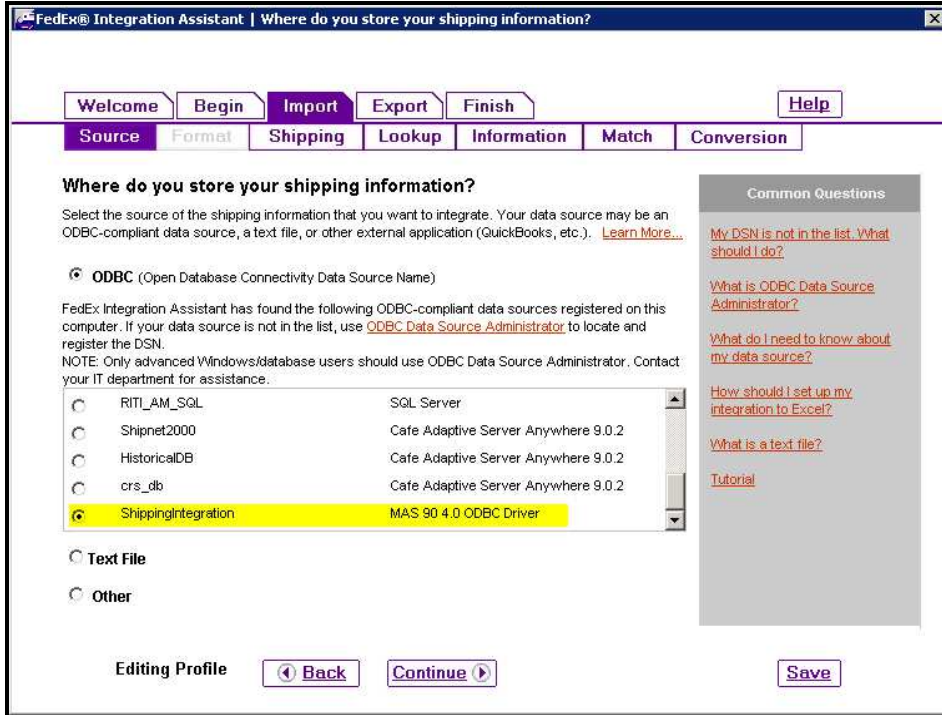 FedEx® Integration Assistant | Where do you store your shipping information?
Welcome Begin Import Export Finish Help
Source Format Shipping Lookup Information Match Conversion
Where do you store your shipping information?
Select the source of the shipping information that you want to integrate. Your data source may be an
ODBC-compliant data source, a text file, or other external application (QuickBooks, etc.). Learn More...
ODBC (Open Database Connectivity Data Source Name)
FedEx Integration Assistant has found the following ODBC-compliant data sources registered on this
computer. If your data source is not in the list, use ODBC Data Source Administrator to locate and
register the DSN.
NOTE: Only advanced Windows/database users should use ODBC Data Source Administrator. Contact
your IT department for assistance.
RITI_AM_SQL SQL Server
Shipnet2000 Cafe Adaptive Server Anywhere 9.0.2
HistoricalDB Cafe Adaptive Server Anywhere 9.0.2
crs_db Cafe Adaptive Server Anywhere 9.0.2
ShippingIntegration MAS 90 4.0 ODBC Driver
Text File
Other
Common Questions
My DSN is not in the list. What
should I do?
What is ODBC Data Source
Administrator?
What do I need to know about
my data source?
How should I set up my
integration to Excel?
What is a text file?
Tutorial
Editing Profile Back Continue Save